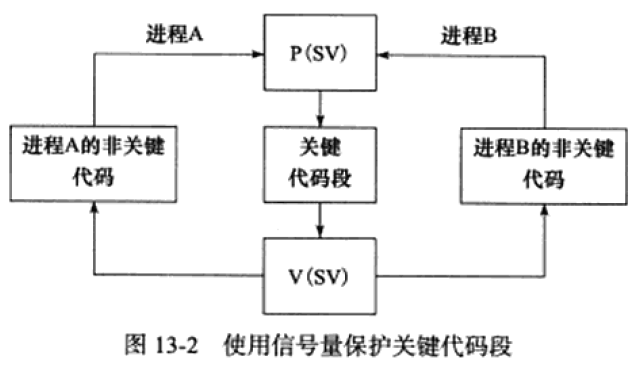 进程A
P(SV)
进程B
进程A的非关键
代码
关键
代码段
进程B的非关键
代码
V(SV)
图 13-2 使用信号量保护关键代码段